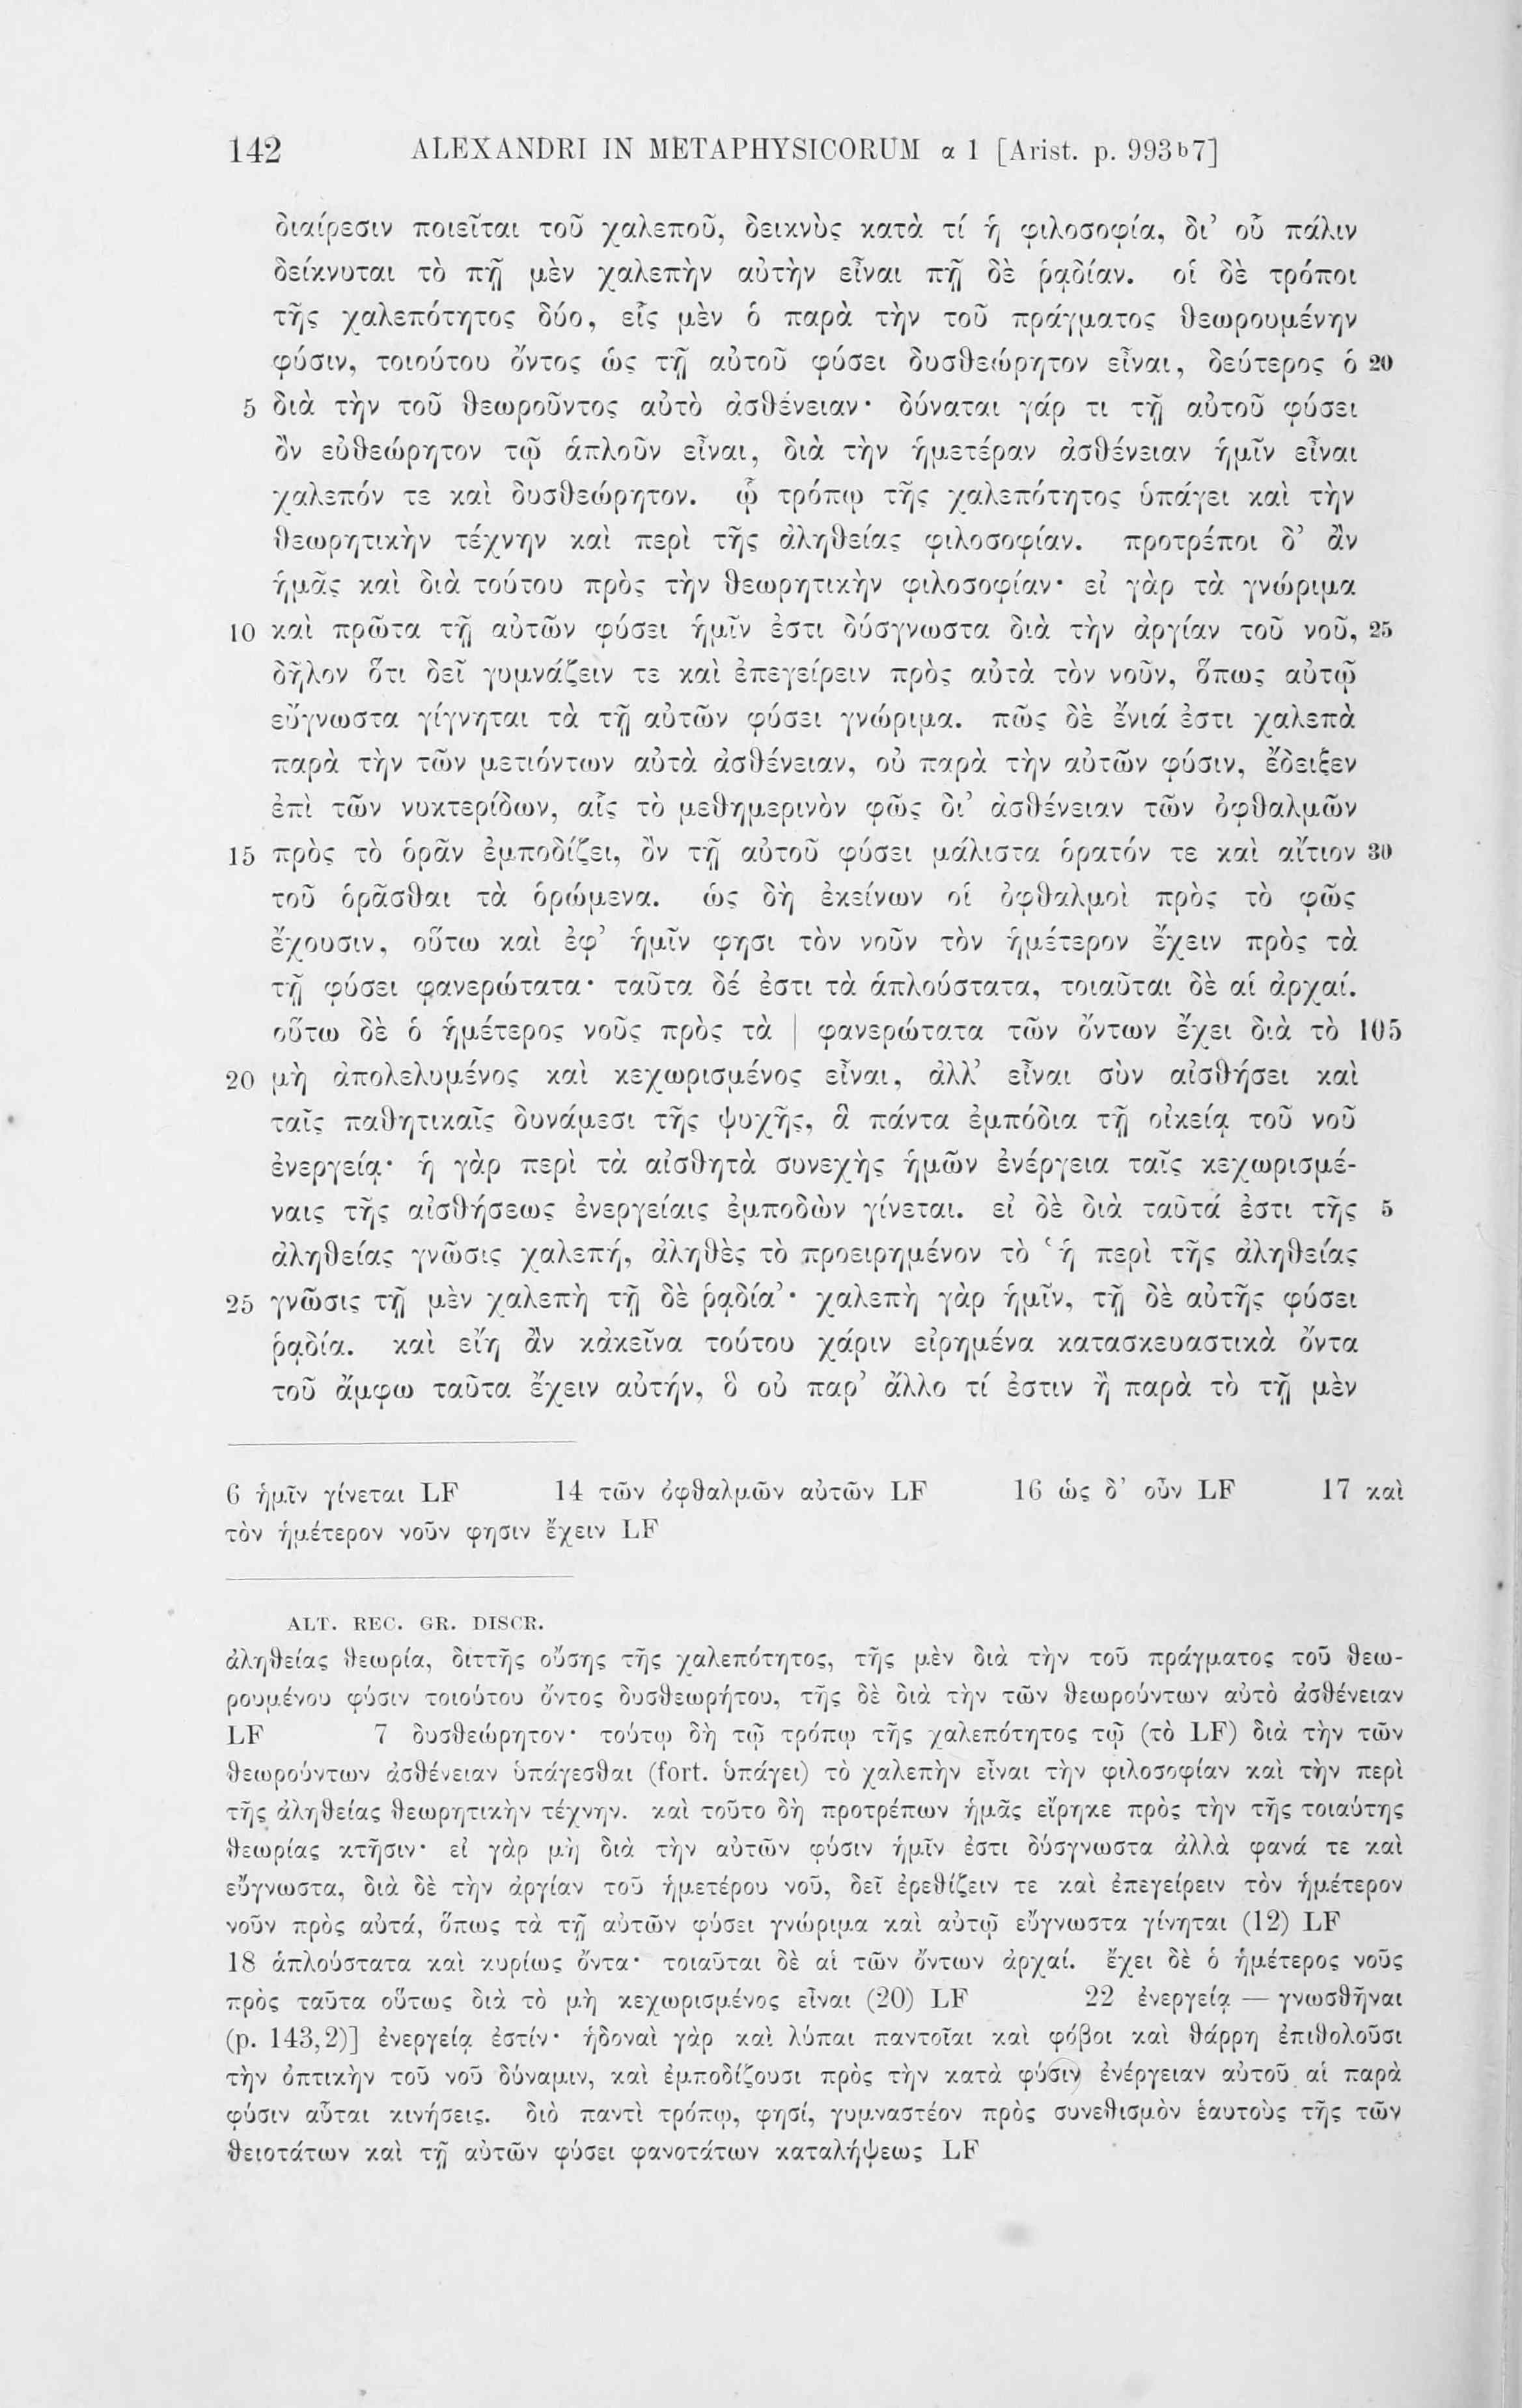 142 ALEXANDRI IN METAPHYSICORUM α 1 [Arist. p. 993b7]
διαίρεσιν ποιεῖται τοῦ χαλεποῦ, δεικνὺς κατὰ τί ἡ φιλοσοφία, δι’ οὗ πάλιν
δείκνυται τὸ πῇ μὲν χαλεπὴν αὐτὴν εἶναι πῇ δὲ ῥᾳδίαν. οἱ δὲ τρόποι
τῆς χαλεπότητος δύο, εἷς μὲν ὁ παρὰ τὴν τοῦ πράγματος θεωρουμένην
φύσιν, τοιούτου ὄντος ὡς τῇ αὐτοῦ φύσει δυσθεώρητον εἶναι, δεύτερος ὁ 20
5 διὰ τὴν τοῦ θεωροῦντος αὐτὸ ἀσθένειαν· δύναται γάρ τι τῇ αὐτοῦ φύσει
ὂν εὐθεώρητον τῷ ἁπλοῦν εἶναι, διὰ τὴν ἡμετέραν ἀσθένειαν ἡμῖν εἶναι
χαλεπόν τε καὶ δυσθεώρητον. ᾧ τρόπῳ τῆς χαλεπότητος ὑπάγει καὶ τὴν
θεωρητικὴν τέχνην καὶ περὶ τῆς ἀληθείας φιλοσοφίαν. προτρέποι δ’ ἂν
ἡμᾶς καὶ διὰ τούτου πρὸς τὴν θεωρητικὴν φιλοσοφίαν· εἰ γὰρ τὰ γνώριμα
10 καὶ πρῶτα τῇ αὐτῶν φύσει ἡμῖν ἐστι δύσγνωστα διὰ τὴν ἀργίαν τοῦ νοῦ, 25
δῆλον ὅτι δεῖ γυμνάζειν τε καὶ ἐπεγείρειν πρὸς αὐτὰ τὸν νοῦν, ὅπως αὐτῷ
εὔγνωστα γίγνηται τὰ τῇ αὐτῶν φύσει γνώριμα. πῶς δὲ ἔνιά ἐστι χαλεπὰ
παρὰ τὴν τῶν μετιόντων αὐτὰ ἀσθένειαν, οὐ παρὰ τὴν αὐτῶν φύσιν, ἔδειξεν
ἐπὶ τῶν νυκτερίδων, αἷς τὸ μεθημερινὸν φῶς δι’ ἀσθένειαν τῶν ὀφθαλμῶν
15 πρὸς τὸ ὁρᾶν ἐμποδίζει, ὂν τῇ αὐτοῦ φύσει μάλιστα ὁρατόν τε καὶ αἴτιον 30
τοῦ ὁρᾶσθαι τὰ ὁρώμενα. ὡς δὴ ἐκείνων οἱ ὀφθαλμοὶ πρὸς τὸ φῶς
ἔχουσιν, οὕτω καὶ ἐφ’ ἡμῖν φησι τὸν νοῦν τὸν ἡμέτερον ἔχειν πρὸς τὰ
τῇ φύσει φανερώτατα· ταῦτα δέ ἐστι τὰ ἁπλούστατα, τοιαῦται δὲ αἱ ἀρχαί.
οὕτω δὲ ὁ ἡμέτερος νοῦς πρὸς τὰ | φανερώτατα τῶν ὄντων ἔχει διὰ τὸ 105
20 μὴ ἀπολελυμένος καὶ κεχωρισμένος εἶναι, ἀλλ’ εἶναι σὺν αἰσθήσει καὶ
ταῖς παθητικαῖς δυνάμεσι τῆς ψυχῆς, ἃ πάντα ἐμπόδια τῇ οἰκείᾳ τοῦ νοῦ
ἐνεργείᾳ· ἡ γὰρ περὶ τὰ αἰσθητὰ συνεχὴς ἡμῶν ἐνέργεια ταῖς κεχωρισμέ-
ναις τῆς αἰσθήσεως ἐνεργείαις ἐμποδὼν γίνεται. εἰ δὲ διὰ ταῦτά ἐστι τῆς 5
ἀληθείας γνῶσις χαλεπή, ἀληθὲς τὸ προειρημένον τὸ ‘ἡ περὶ τῆς ἀληθείας
25 γνῶσις τῇ μὲν χαλεπὴ τῇ δὲ ῥᾳδία’· χαλεπὴ γὰρ ἡμῖν, τῇ δὲ αὐτῆς φύσει
ῥᾳδία. καὶ εἴη ἂν κἀκεῖνα τούτου χάριν εἰρημένα κατασκευαστικὰ ὄντα
τοῦ ἄμφω ταῦτα ἔχειν αὐτήν, ὃ οὐ παρ’ ἄλλο τί ἐστιν ἢ παρὰ τὸ τῇ μὲν
6 ἡμῖν γίνεται LF 14 τῶν ὀφθαλμῶν αὐτῶν LF 16 ὡς δ’ οὖν LF 17 καὶ
τὸν ἡμέτερον νοῦν φησιν ἔχειν LF
ALT. REC. GR. DISCR.
ἀληθείας θεωρία, διττῆς οὔσης τῆς χαλεπότητος, τῆς μὲν διὰ τὴν τοῦ πράγματος τοῦ θεω-
ρουμένου φύσιν τοιούτου ὄντος δυσθεωρήτου, τῆς δὲ διὰ τὴν τῶν θεωρούντων αὐτὸ ἀσθένειαν
LF 7 δυσθεώρητον· τούτῳ δὴ τῷ τρόπῳ τῆς χαλεπότητος τῷ (τὸ LF) διὰ τὴν τῶν
θεωρούντων ἀσθένειαν ὑπάγεσθαι (fort. ὑπάγει) τὸ χαλεπὴν εἶναι τὴν φιλοσοφίαν καὶ τὴν περὶ
τῆς ἀληθείας θεωρητικὴν τέχνην. καὶ τοῦτο δὴ προτρέπων ἡμᾶς εἴρηκε πρὸς τὴν τῆς τοιαύτης
θεωρίας κτῆσιν· εἰ γὰρ μὴ διὰ τὴν αὐτῶν φύσιν ἡμῖν ἐστι δύσγνωστα ἀλλὰ φανά τε καὶ
εὔγνωστα, διὰ δὲ τὴν ἀργίαν τοῦ ἡμετέρου νοῦ, δεῖ ἐρεθίζειν τε καὶ ἐπεγείρειν τὸν ἡμέτερον
νοῦν πρὸς αὐτά, ὅπως τὰ τῇ αὐτῶν φύσει γνώριμα καὶ αὐτῷ εὔγνωστα γίνηται (12) LF
18 ἁπλούστατα καὶ κυρίως ὄντα· τοιαῦται δὲ αἱ τῶν ὄντων ἀρχαί. ἔχει δὲ ὁ ἡμέτερος νοῦς
πρὸς ταῦτα οὕτως διὰ τὸ μὴ κεχωρισμένος εἶναι (20) LF 22 ἐνεργείᾳ — γνωσθῆναι
(p. 143,2)] ἐνεργείᾳ ἐστίν· ἡδοναὶ γὰρ καὶ λύπαι παντοῖαι καὶ φόβοι καὶ θάρρη ἐπιθολοῦσι
τὴν ὀπτικὴν τοῦ νοῦ δύναμιν, καὶ ἐμποδίζουσι πρὸς τὴν κατὰ φύσιν ἐνέργειαν αὐτοῦ αἱ παρὰ
φύσιν αὗται κινήσεις. διὸ παντὶ τρόπῳ, φησί, γυμναστέον πρὸς συνεθισμὸν ἑαυτοὺς τῆς τῶν
θειοτάτων καὶ τῇ αὐτῶν φύσει φανοτάτων καταλήψεως LF